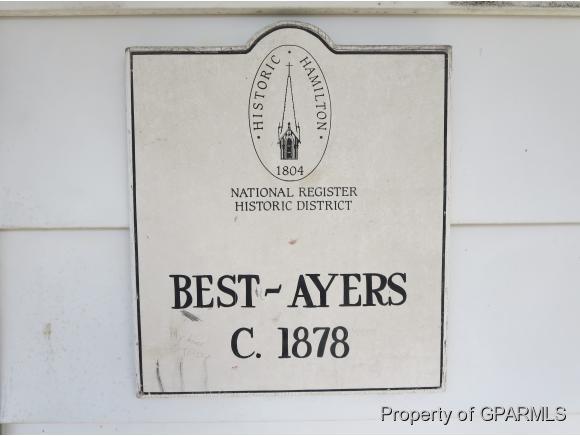 · HISTORIC HAMILTON ·
1804
NATIONAL REGISTER
HISTORIC DISTRICT
BEST~AYERS
C. 1878
Property of GPARMLS